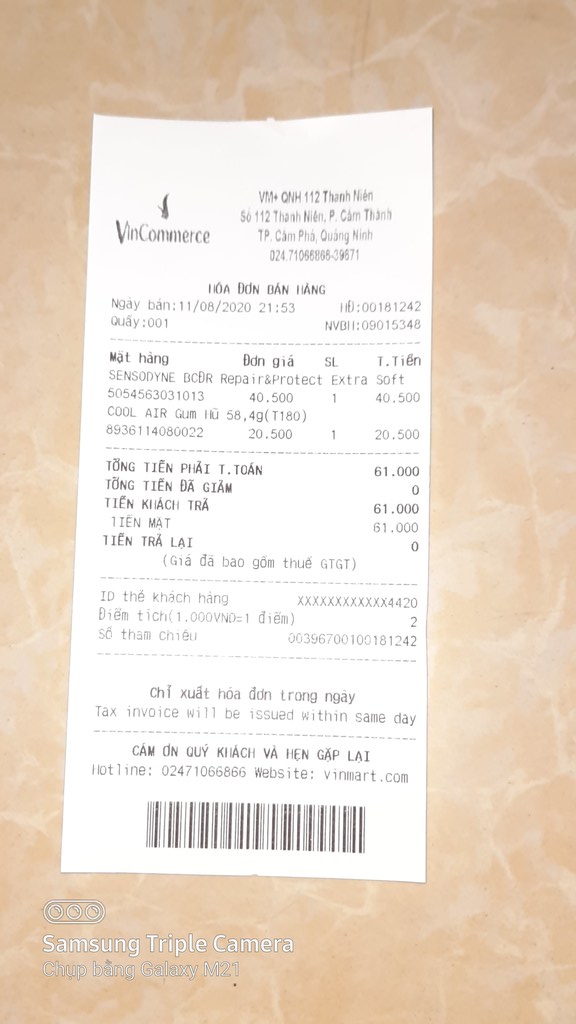 VinCommerce
VM+ QNH 112 Thanh Niên
Số 112 Thanh Niên, P. Cẩm Thành
TP. Cẩm Phả, Quảng Ninh
024.71066866-39671
HÓA ĐƠN BÁN HÀNG
Ngày bán:11/08/2020 21:53 HĐ:00181242
Quầy:001 NVBH:09015348
Mặt hàng Đơn giá SL T.Tiền
SENSODYNE BCĐR Repair&Protect Extra Soft
5054563031013 40.500 1 40.500
COOL AIR Gum Hũ 58,4g(T180)
8936114080022 20.500 1 20.500
TỔNG TIỀN PHẢI T.TOÁN 61.000
TỔNG TIỀN ĐÃ GIẢM 0
TIỀN KHÁCH TRẢ 61.000
TIỀN MẶT 61.000
TIỀN TRẢ LẠI 0
(Giá đã bao gồm thuế GTGT)
ID thẻ khách hàng XXXXXXXXXXXX4420
Điểm tích(1.000VND=1 điểm) 2
Số tham chiếu 00396700100181242
Chỉ xuất hóa đơn trong ngày
Tax invoice will be issued within same day
CẢM ƠN QUÝ KHÁCH VÀ HẸN GẶP LẠI
Hotline: 02471066866 Website: vinmart.com
Samsung Triple Camera
Chụp bằng Galaxy M21